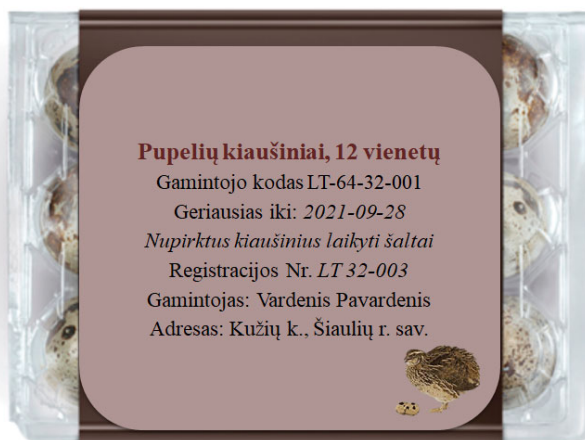 Pupelių kiaušiniai, 12 vienetų
Gamintojo kodas LT-64-32-001
Geriausias iki: 2021-09-28
Nupirktus kiaušinius laikyti šaltai
Registracijos Nr. LT 32-003
Gamintojas: Vardenis Pavardenis
Adresas: Kužių k., Šiaulių r. sav.